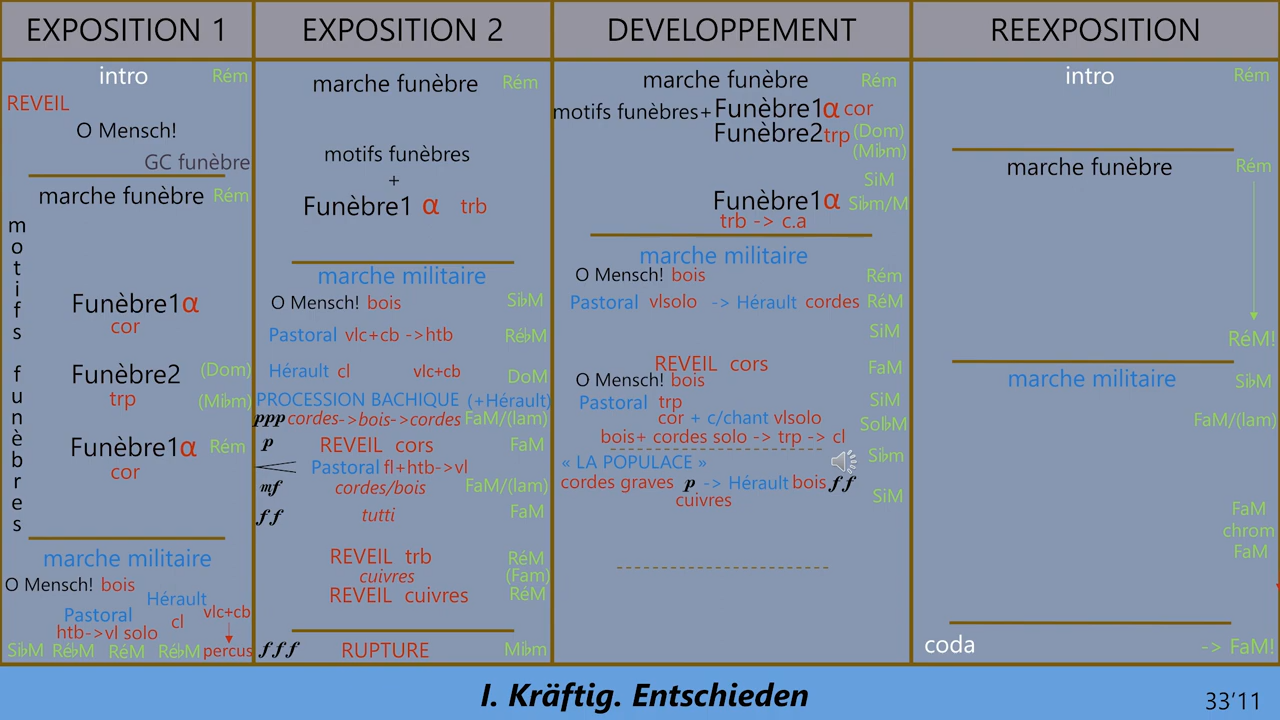 EXPOSITION 1
intro Rém
REVEIL
O Mensch!
GC funèbre
marche funèbre Rém
motifs funèbres
Funèbre1α
cor
Funèbre2 (Dom)
trp (Mi♭m)
Funèbre1α Rém
cor
marche militaire
O Mensch! bois
Hérault
Pastoral cl vlc+cb
htb->vl solo
Si♭M Ré♭M RéM Ré♭M percus
EXPOSITION 2
marche funèbre Rém
motifs funèbres
+
Funèbre1 α trb
marche militaire
O Mensch! bois Si♭M
Pastoral vlc+cb ->htb Ré♭M
Hérault cl vlc+cb DoM
PROCESSION BACHIQUE (+Hérault)
ppp cordes->bois->cordes FaM/(lam)
p REVEIL cors FaM
Pastoral fl+htb->vl
mf cordes/bois FaM/(lam)
ff tutti FaM
REVEIL trb RéM
cuivres (Fam)
REVEIL cuivres RéM
fff RUPTURE Mi♭m
DEVELOPPEMENT
marche funèbre Rém
motifs funèbres+Funèbre1α cor
Funèbre2 trp (Dom)
(Mi♭m)
SiM
Funèbre1α Si♭m/M
trb -> c.a
marche militaire
O Mensch! bois Rém
Pastoral vlsolo -> Hérault cordes RéM
SiM
REVEIL cors FaM
O Mensch! bois
Pastoral trp SiM
cor + c/chant vlsolo Sol♭M
bois+ cordes solo -> trp -> cl
« LA POPULACE » Si♭m
cordes graves p -> Hérault bois ff
cuivres SiM
REEXPOSITION
intro Rém
marche funèbre Rém
RéM!
marche militaire Si♭M
FaM/(lam)
FaM
chrom
FaM
coda -> FaM!
I. Kräftig. Entschieden
33’11